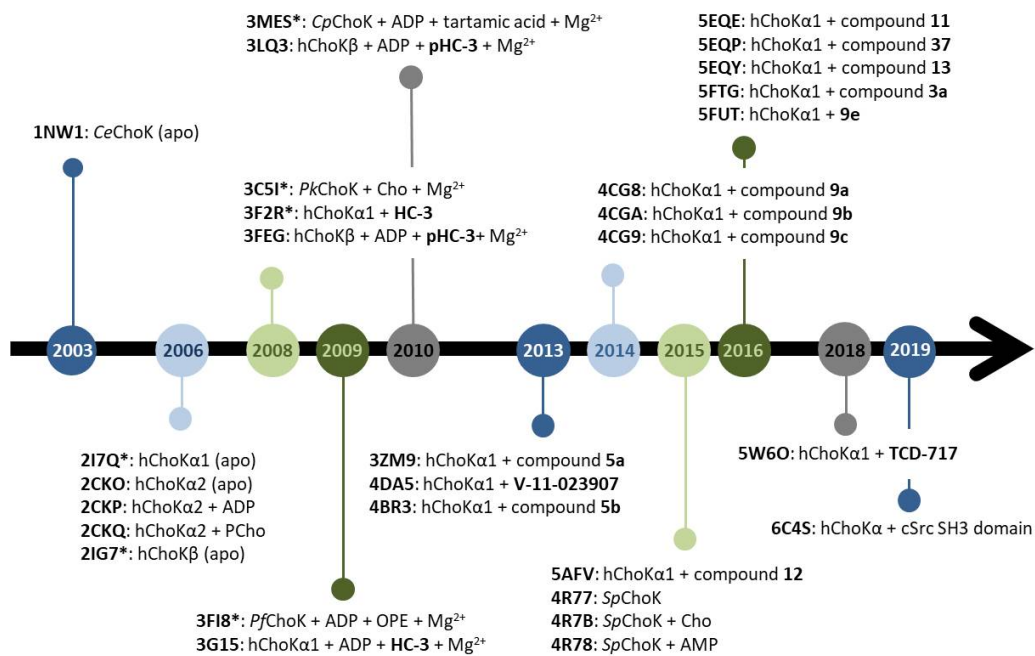 3MES*: CpChoK + ADP + tartamic acid + Mg²⁺
3LQ3: hChoKβ + ADP + pHC-3 + Mg²⁺
5EQE: hChoKα1 + compound 11
5EQP: hChoKα1 + compound 37
5EQY: hChoKα1 + compound 13
5FTG: hChoKα1 + compound 3a
5FUT: hChoKα1 + 9e
1NW1: CeChoK (apo)
3C5I*: PkChoK + Cho + Mg²⁺
3F2R*: hChoKα1 + HC-3
3FEG: hChoKβ + ADP + pHC-3+ Mg²⁺
4CG8: hChoKα1 + compound 9a
4CGA: hChoKα1 + compound 9b
4CG9: hChoKα1 + compound 9c
2003 2006 2008 2009 2010 2013 2014 2015 2016 2018 2019
2I7Q*: hChoKα1 (apo)
2CKO: hChoKα2 (apo)
2CKP: hChoKα2 + ADP
2CKQ: hChoKα2 + PCho
2IG7*: hChoKβ (apo)
3ZM9: hChoKα1 + compound 5a
4DA5: hChoKα1 + V-11-023907
4BR3: hChoKα1 + compound 5b
5W6O: hChoKα1 + TCD-717
6C4S: hChoKα + cSrc SH3 domain
3FI8*: PfChoK + ADP + OPE + Mg²⁺
3G15: hChoKα1 + ADP + HC-3 + Mg²⁺
5AFV: hChoKα1 + compound 12
4R77: SpChoK
4R7B: SpChoK + Cho
4R78: SpChoK + AMP